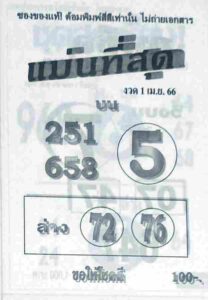 ของของแท้! ต้องพิมพ์สีดีเท่านั้น ไม่ถ่ายเอกสาร
แม่นที่สุด
งวด 1 เม.ย. 66
บน
251
658
5
ล่าง 72 76
ขอให้โชคดี 100.-